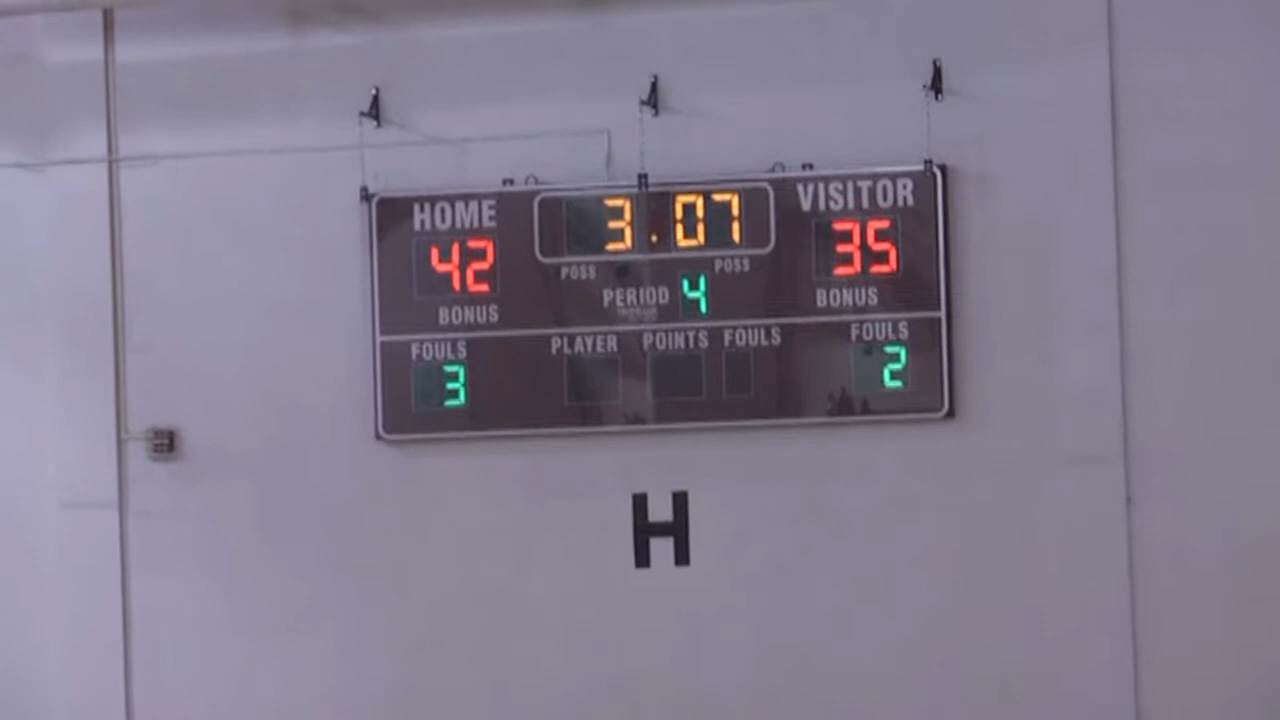 HOME 3.07 VISITOR
42 POSS POSS 35
BONUS PERIOD 4 BONUS
FOULS PLAYER POINTS FOULS FOULS
3 2
H